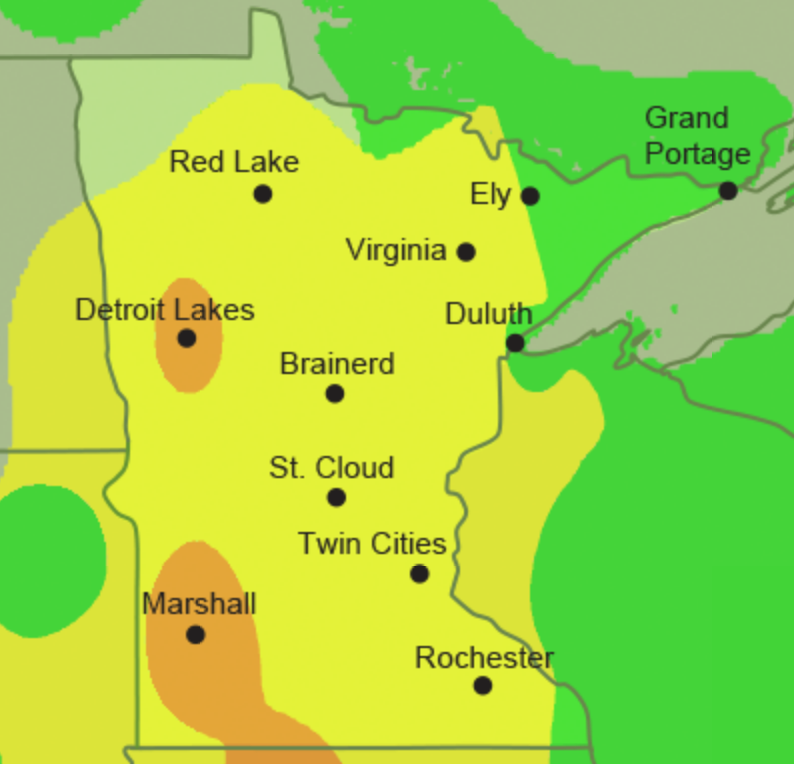 Grand
Portage
Red Lake
Ely
Virginia
Detroit Lakes
Duluth
Brainerd
St. Cloud
Twin Cities
Marshall
Rochester